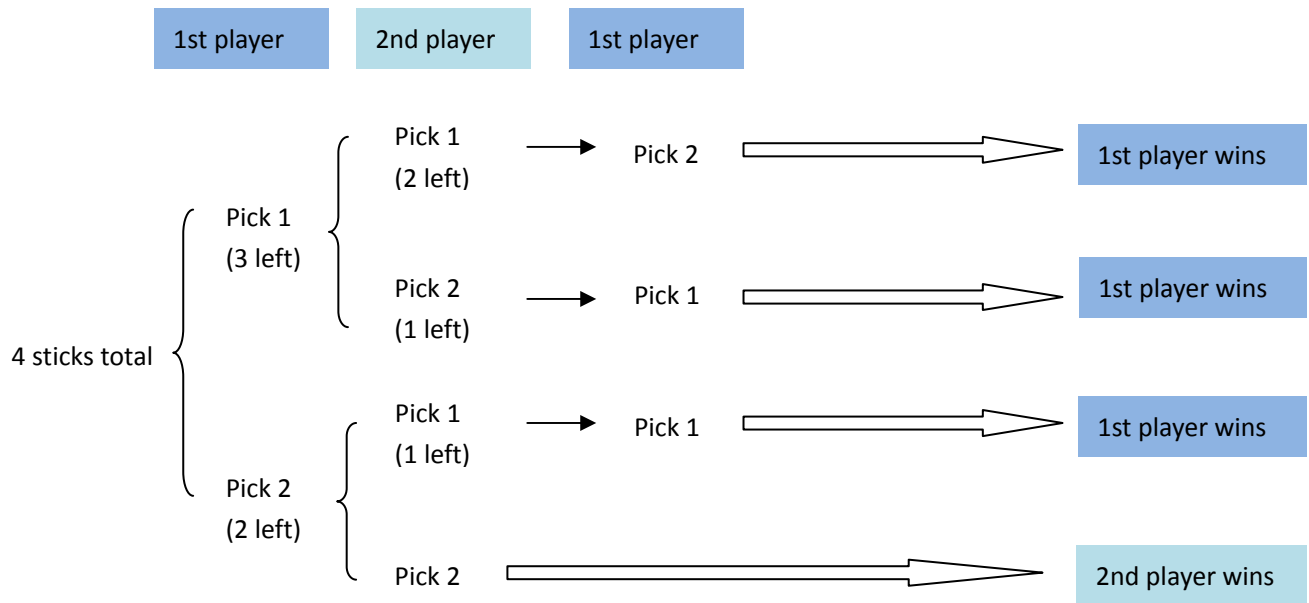 1st player
2nd player
1st player
Pick 1
(2 left)
Pick 2
1st player wins
Pick 1
(3 left)
Pick 2
(1 left)
Pick 1
1st player wins
4 sticks total
Pick 1
(1 left)
Pick 1
1st player wins
Pick 2
(2 left)
Pick 2
2nd player wins